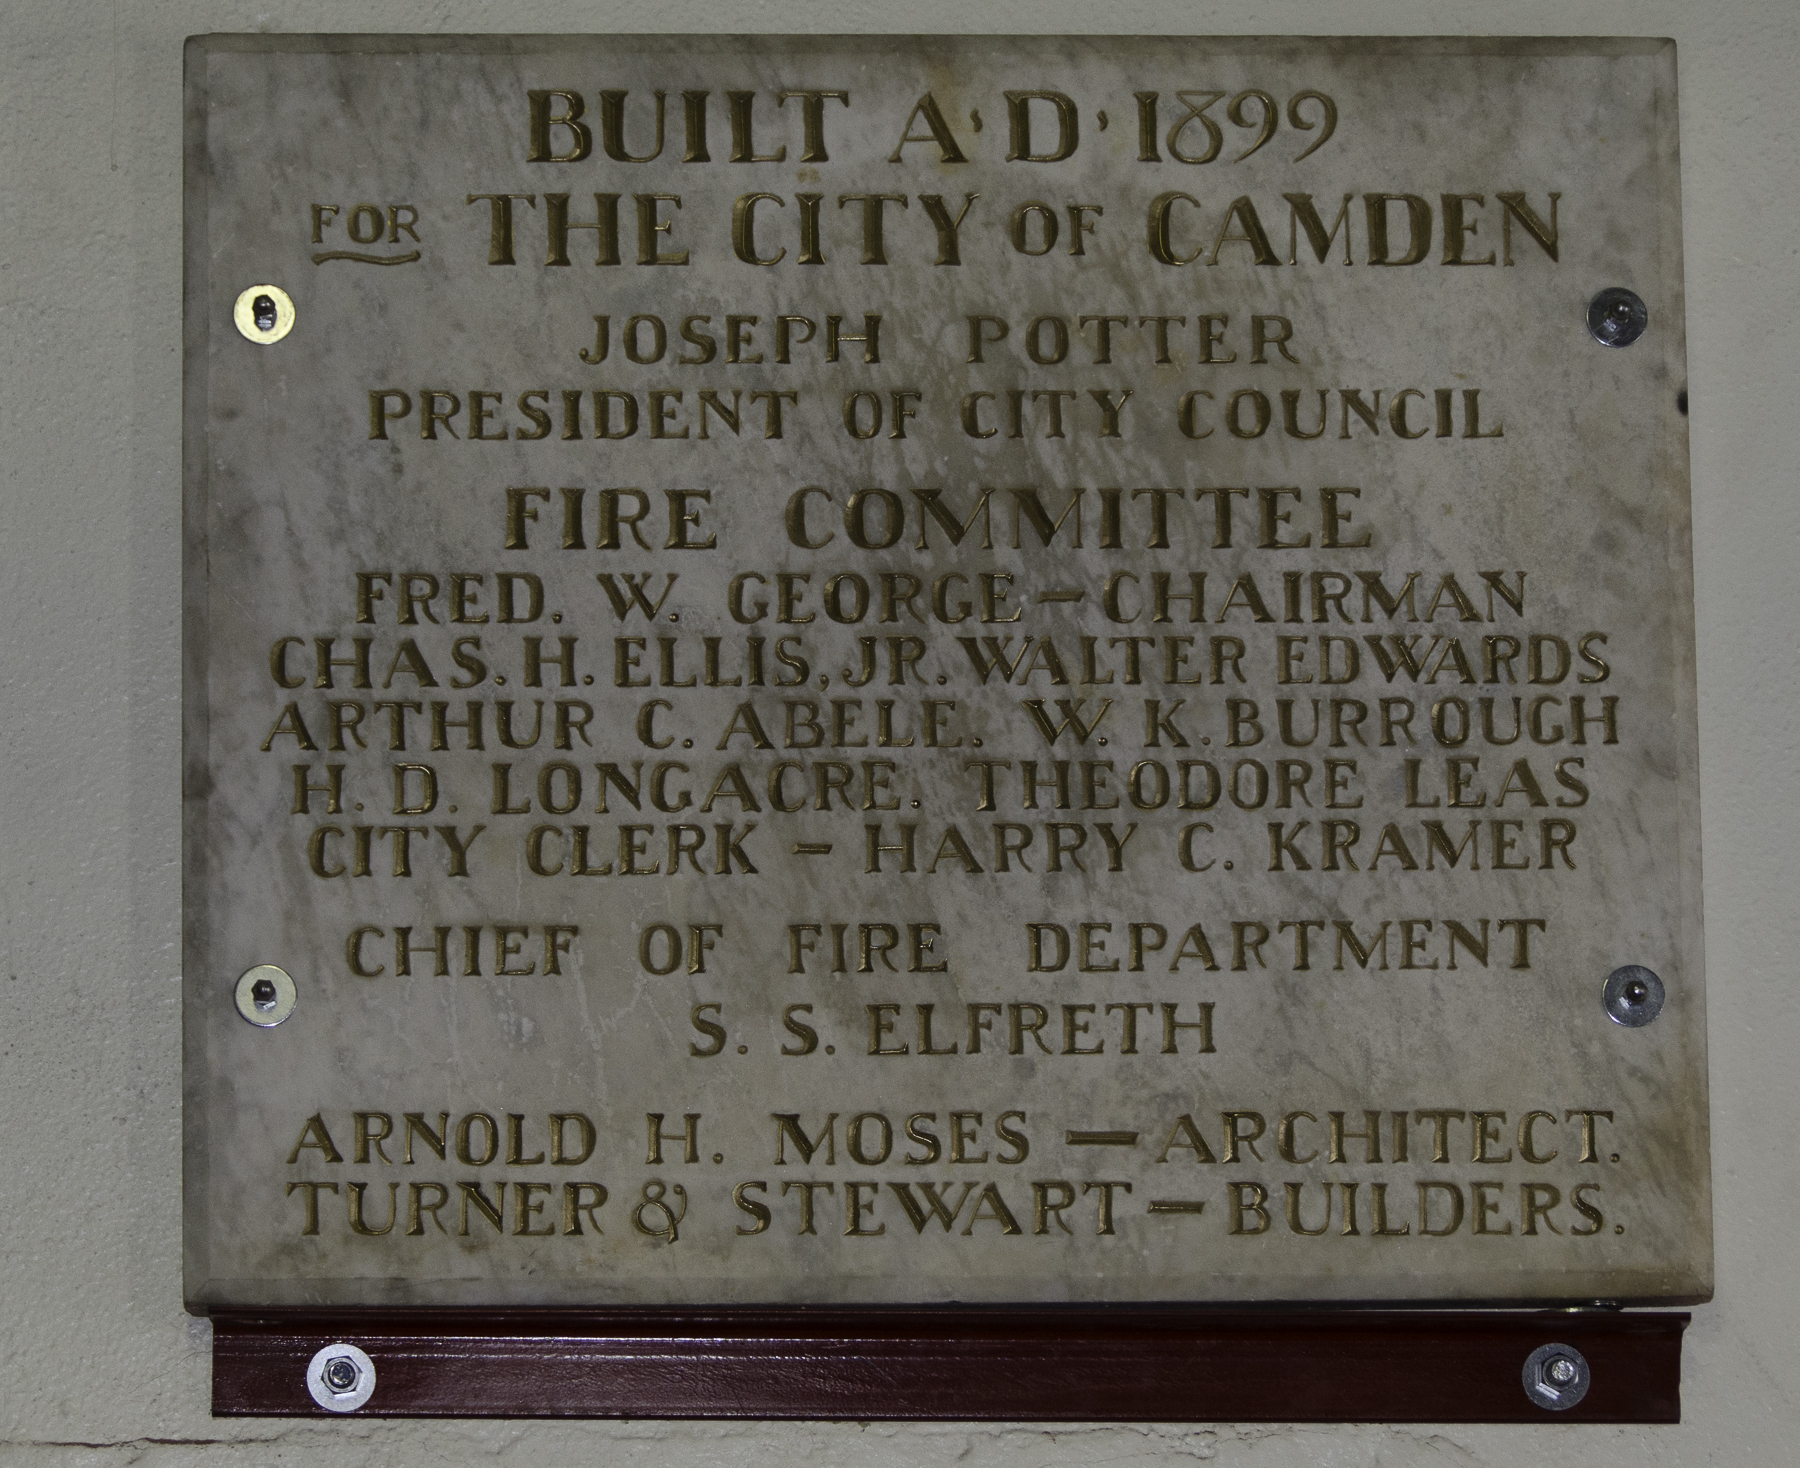 BUILT A·D· 1899
FOR THE CITY OF CAMDEN
JOSEPH POTTER
PRESIDENT OF CITY COUNCIL
FIRE COMMITTEE
FRED. W. GEORGE – CHAIRMAN
CHAS. H. ELLIS, JR. WALTER EDWARDS
ARTHUR C. ABELE. W. K. BURROUGH
H. D. LONGACRE. THEODORE LEAS
CITY CLERK – HARRY C. KRAMER
CHIEF OF FIRE DEPARTMENT
S. S. ELFRETH
ARNOLD H. MOSES — ARCHITECT.
TURNER & STEWART – BUILDERS.